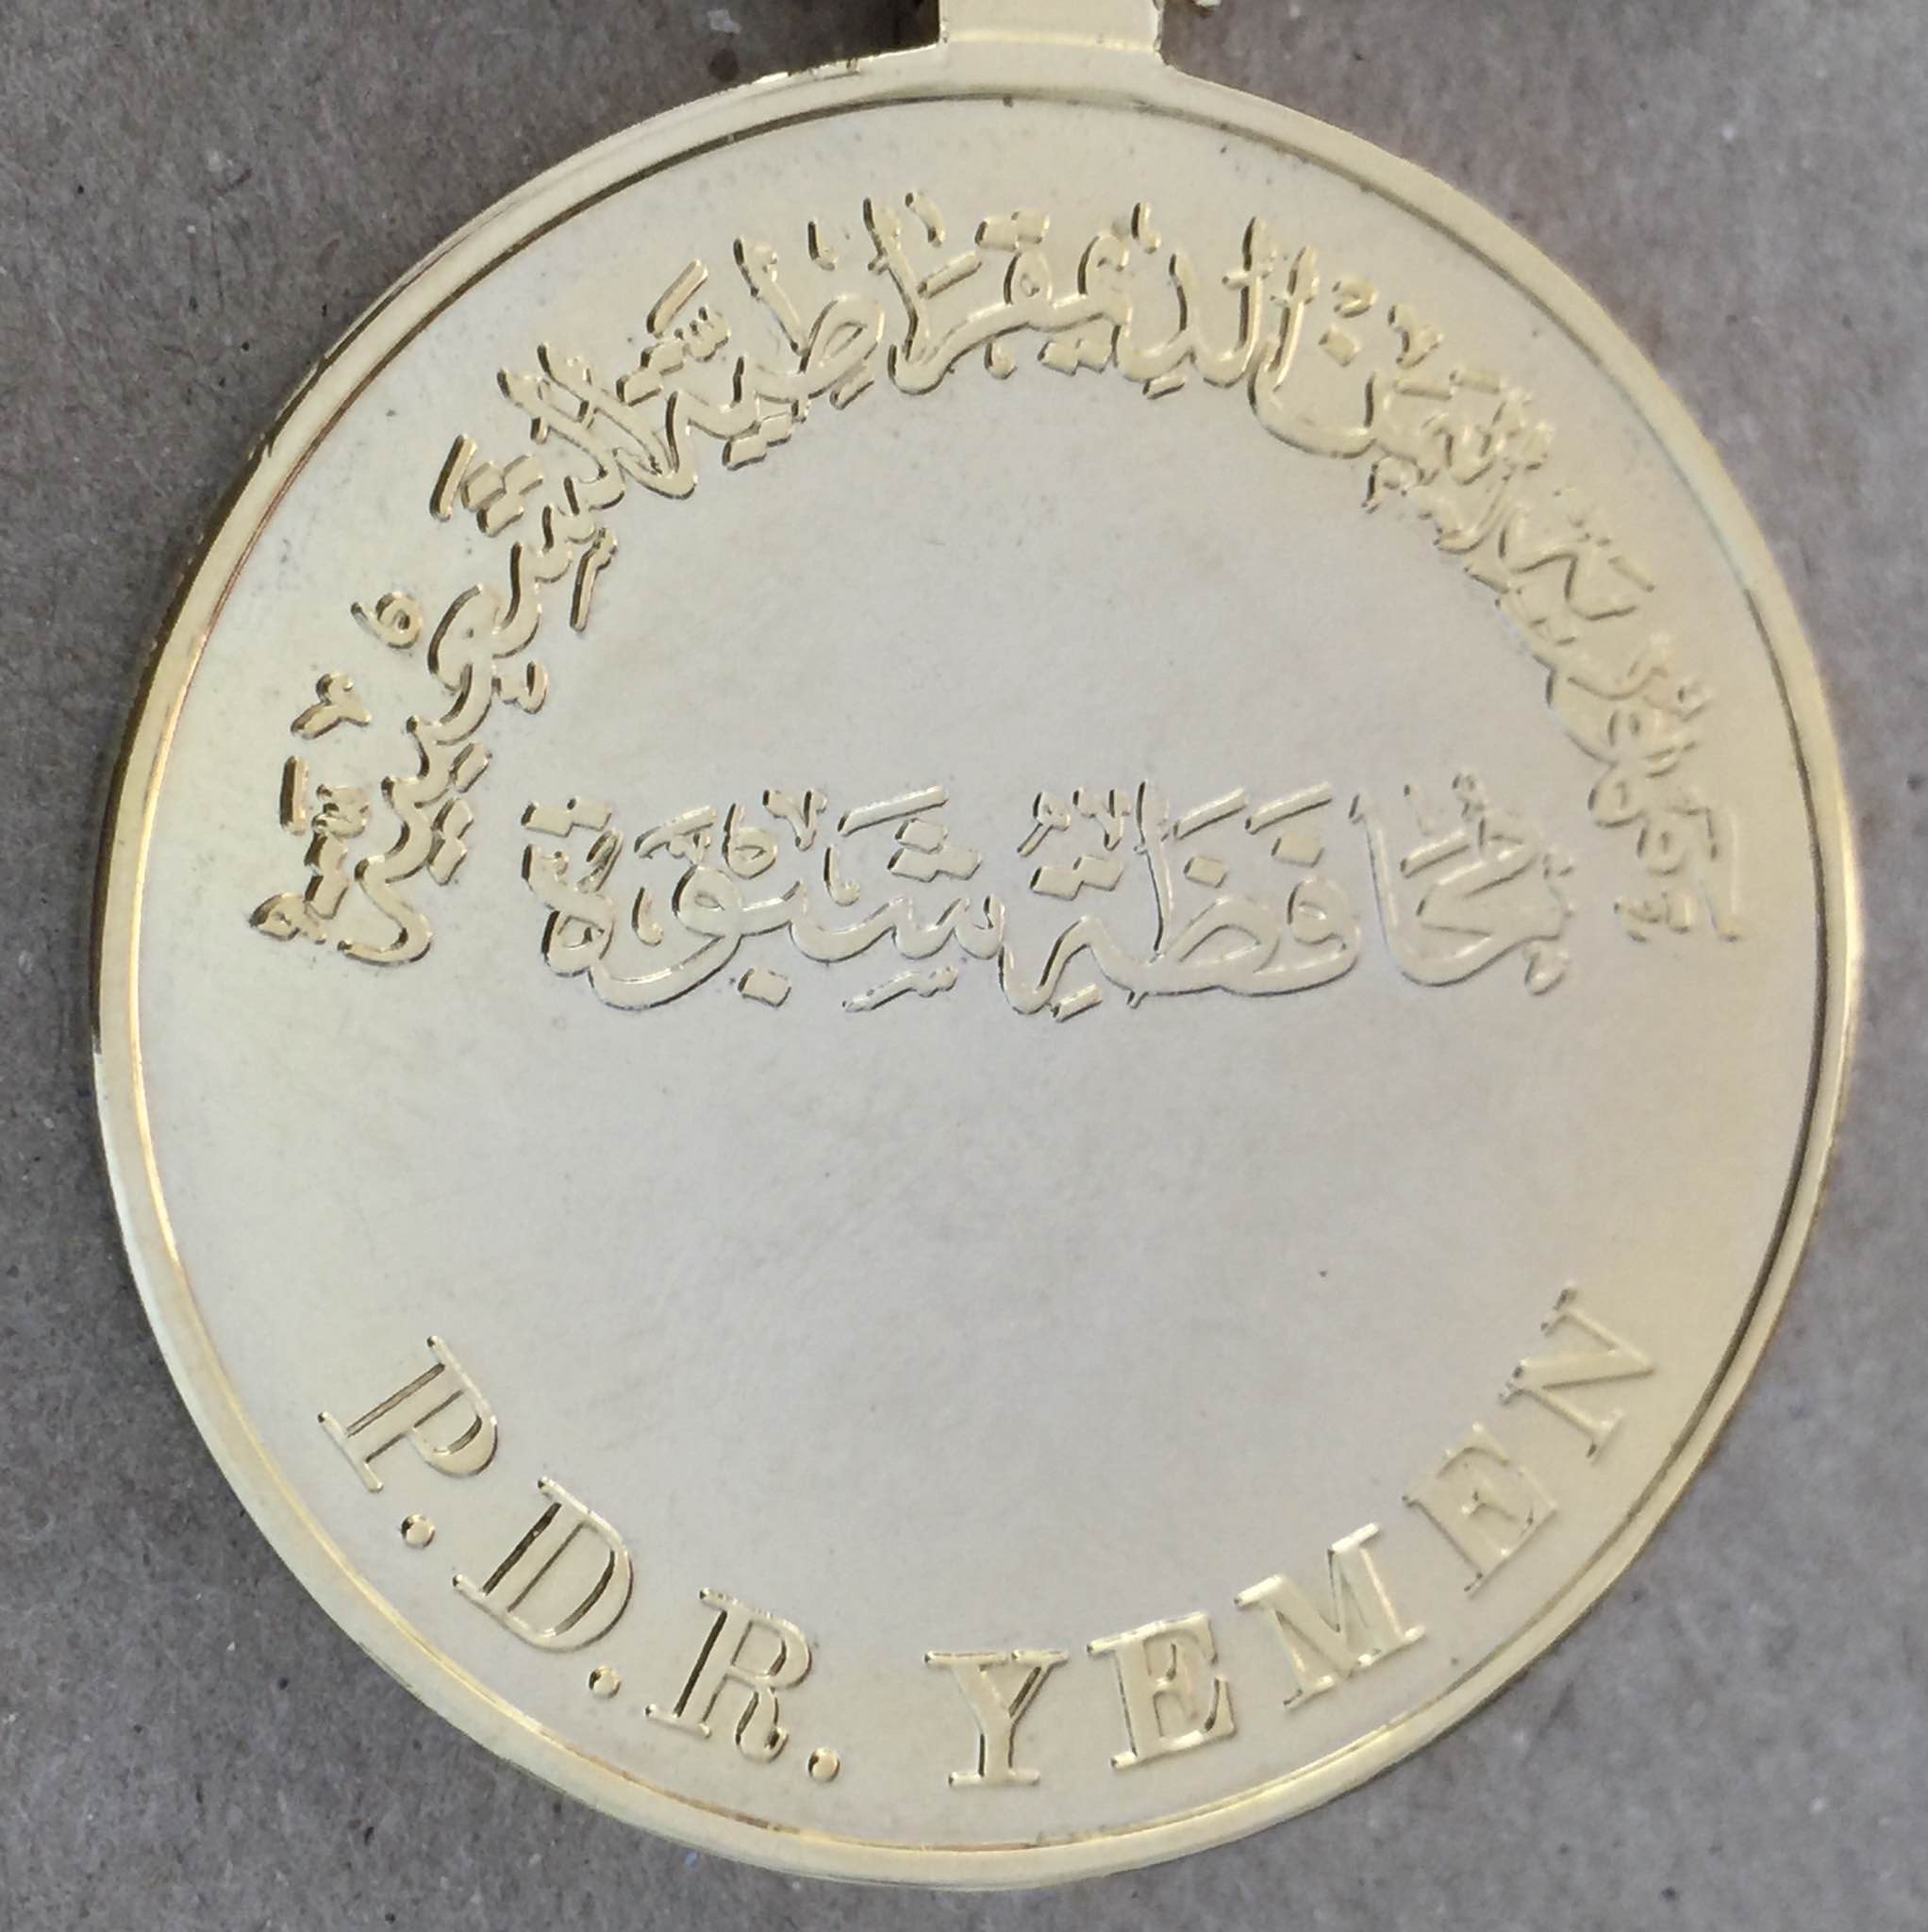 جمهورية اليمن الديمقراطية الشعبية
محافظة شبوة
P.D.R. YEMEN